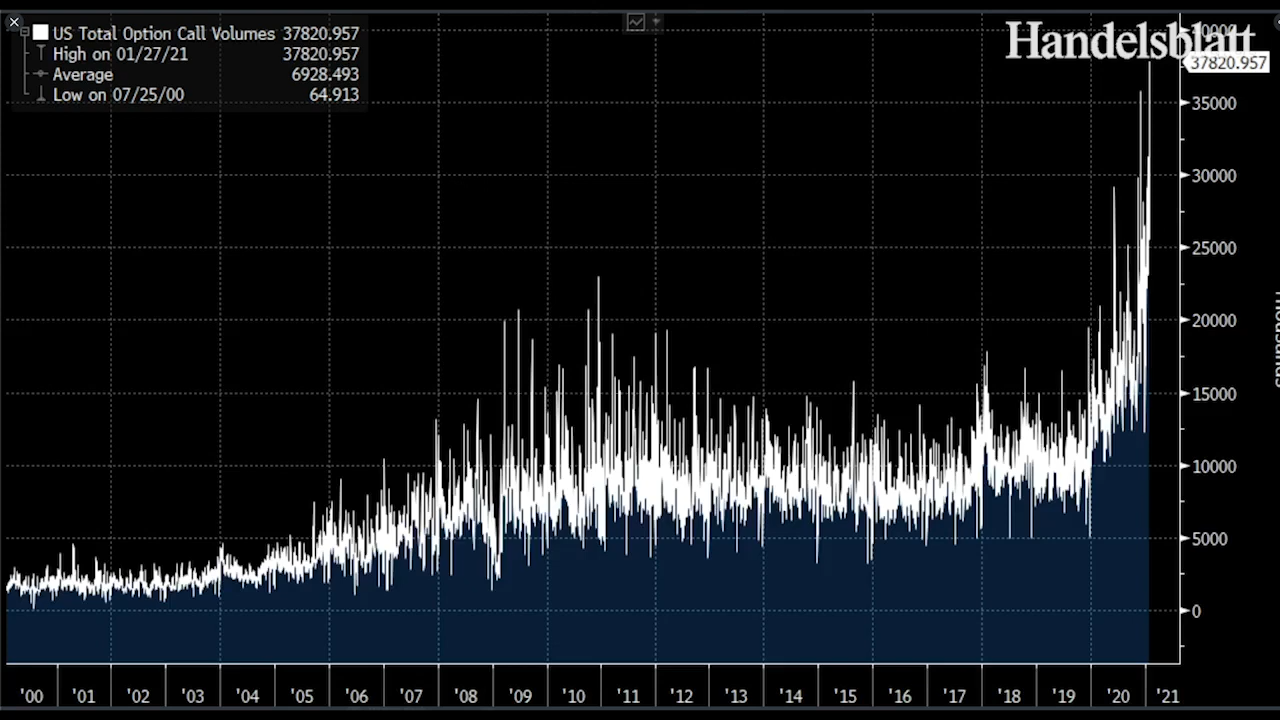 US Total Option Call Volumes 37820.957
High on 01/27/21 37820.957
Average 6928.493
Low on 07/25/00 64.913
Handelsblatt
37820.957
35000
30000
25000
20000
15000
10000
5000
0
'00 '01 '02 '03 '04 '05 '06 '07 '08 '09 '10 '11 '12 '13 '14 '15 '16 '17 '18 '19 '20 '21